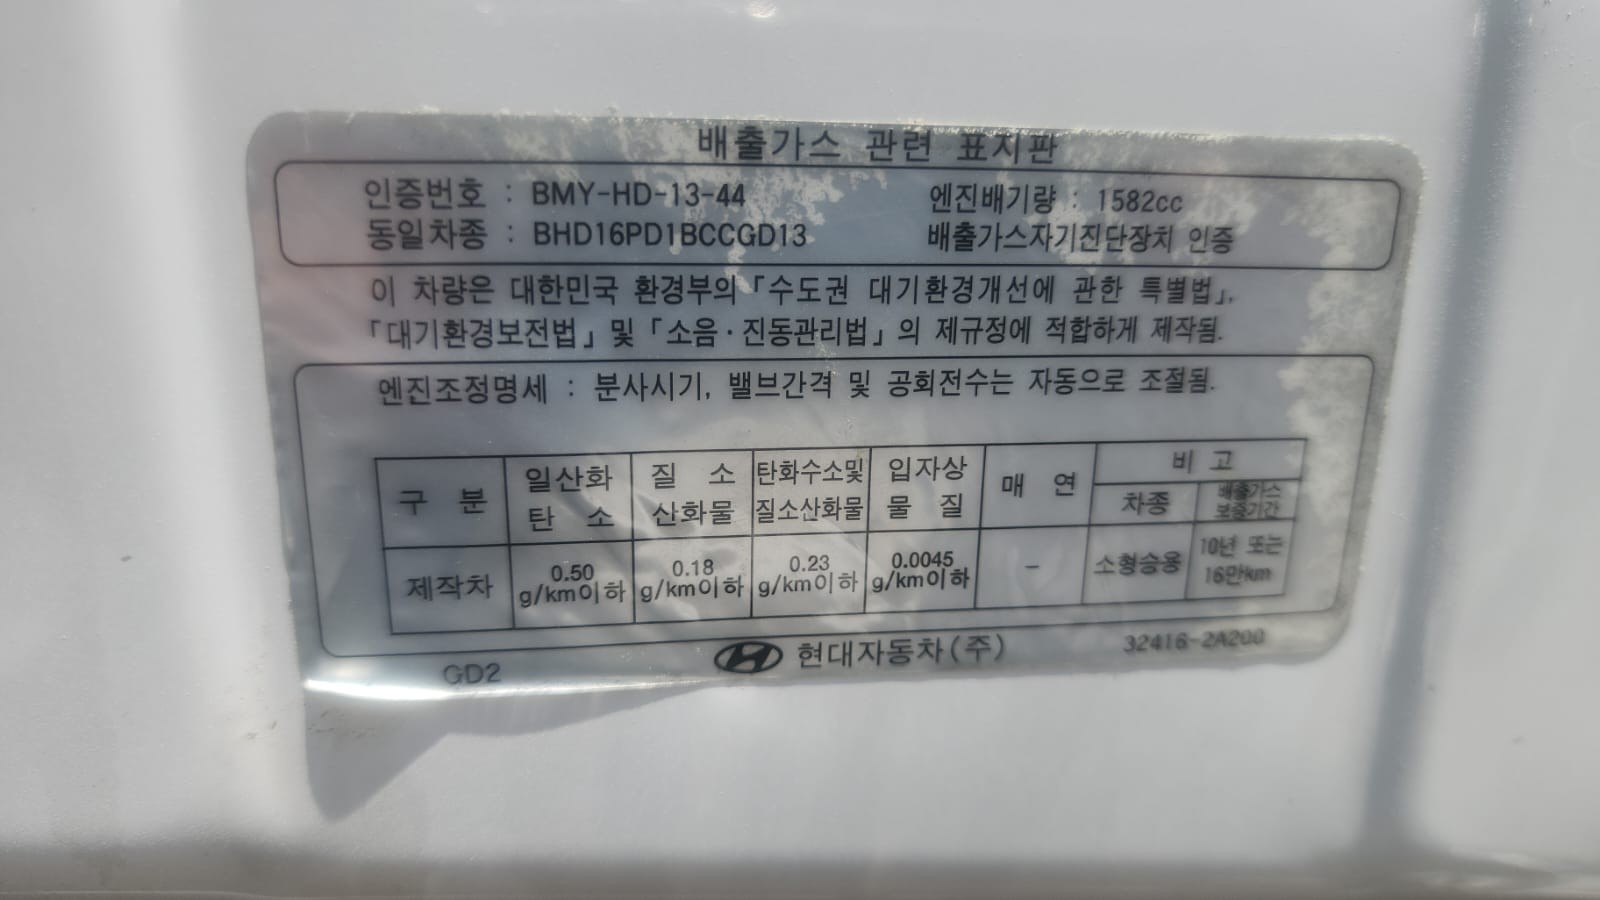 배출가스 관련 표지판
인증번호 : BMY-HD-13-44 엔진배기량 : 1582cc
동일차종 : BHD16PD1BCCGD13 배출가스자기진단장치 인증
이 차량은 대한민국 환경부의「수도권 대기환경개선에 관한 특별법」,
「대기환경보전법」및「소음·진동관리법」의 제규정에 적합하게 제작됨.
엔진조정명세 : 분사시기, 밸브간격 및 공회전수는 자동으로 조절됨.
구 분 일산화 탄 소 질 소 산화물 탄화수소및 질소산화물 입자상 물 질 매 연 비 고
차종 배출가스 보증기간
제작차 0.50 g/km이하 0.18 g/km이하 0.23 g/km이하 0.0045 g/km이하 - 소형승용 10년 또는 16만km
GD2 현대자동차(주) 32416-2A200